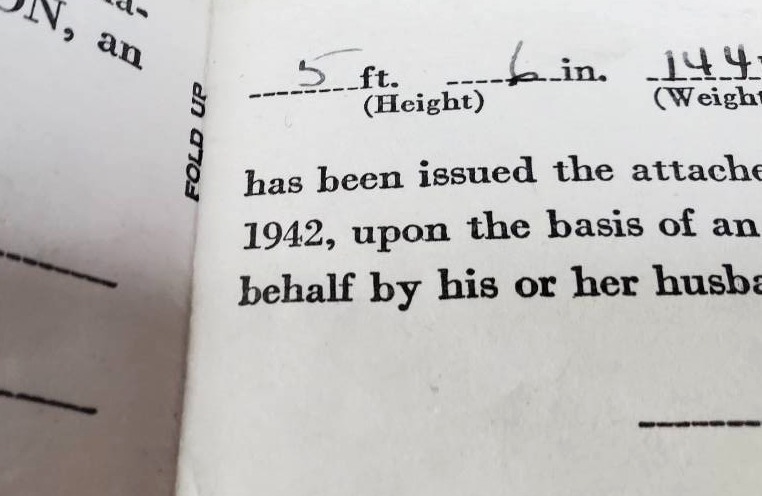 N, an
FOLD UP
5 ft. 6 in. 144
(Height) (Weight
has been issued the attache
1942, upon the basis of an
behalf by his or her husba